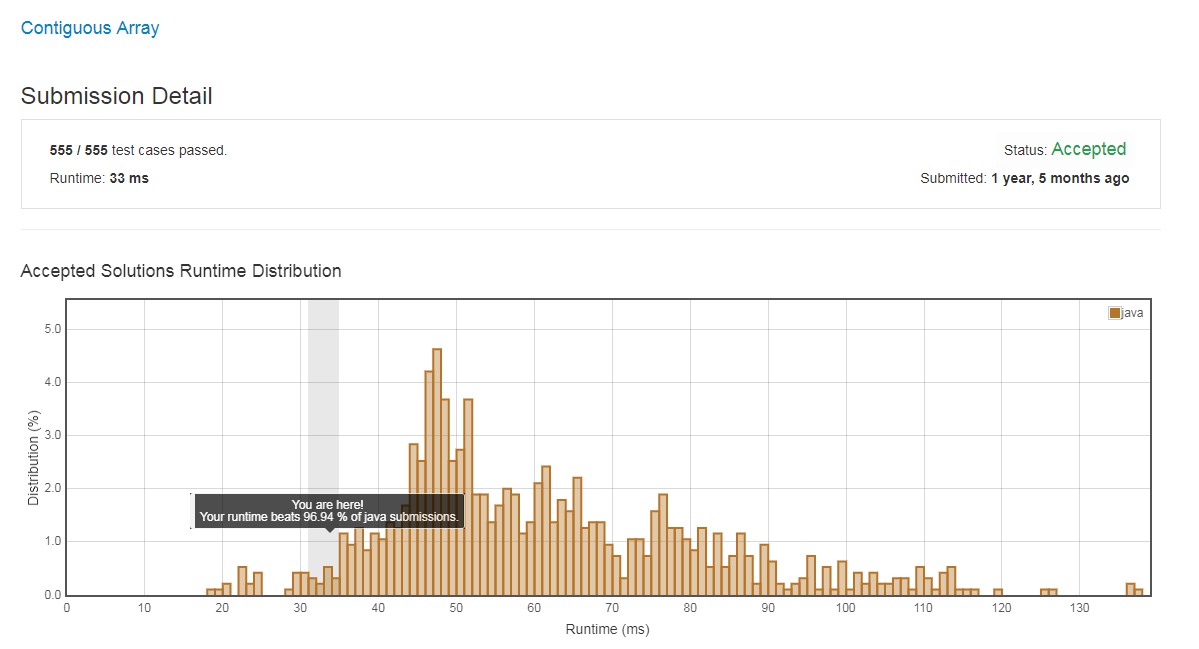 Contiguous Array
Submission Detail
555 / 555 test cases passed.
Status: Accepted
Runtime: 33 ms
Submitted: 1 year, 5 months ago
Accepted Solutions Runtime Distribution
java
5.0
4.0
3.0
2.0
1.0
0.0
Distribution (%)
You are here!
Your runtime beats 96.94 % of java submissions.
0 10 20 30 40 50 60 70 80 90 100 110 120 130
Runtime (ms)